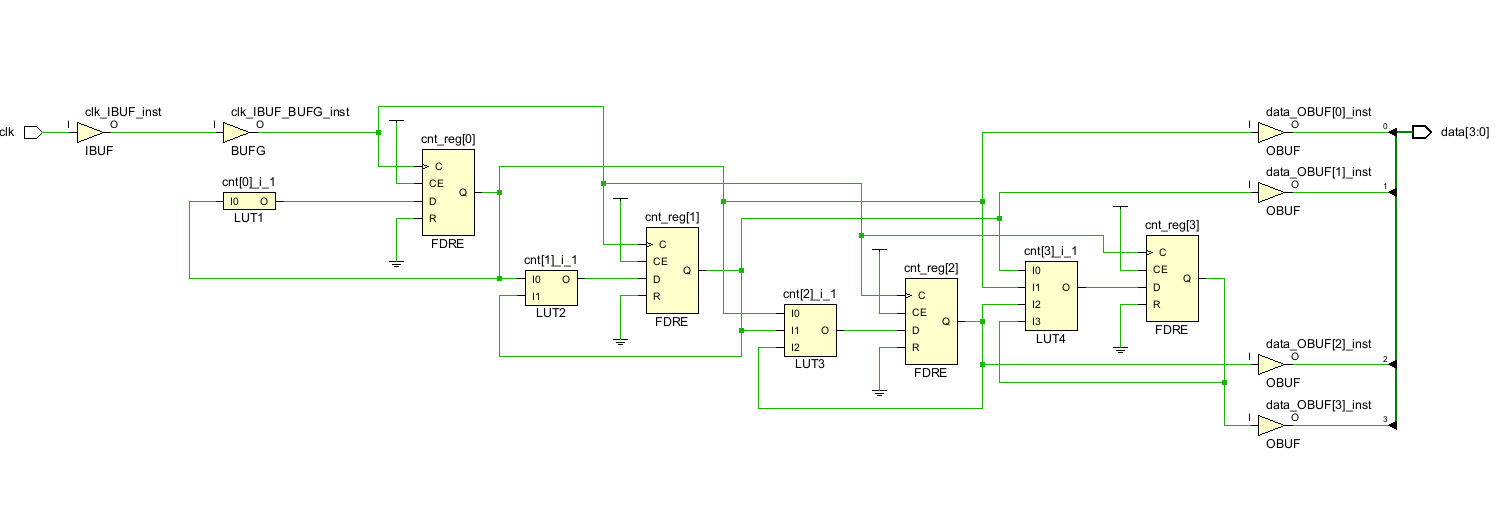 clk
I
clk_IBUF_inst
O
IBUF
I
clk_IBUF_BUFG_inst
O
BUFG
cnt[0]_i_1
I0 O
LUT1
cnt_reg[0]
C
CE
D
R
Q
FDRE
cnt[1]_i_1
I0 O
I1
LUT2
cnt_reg[1]
C
CE
D
R
Q
FDRE
cnt[2]_i_1
I0
I1 O
I2
LUT3
cnt_reg[2]
C
CE
D
R
Q
FDRE
cnt[3]_i_1
I0
I1 O
I2
I3
LUT4
cnt_reg[3]
C
CE
D
R
Q
FDRE
data_OBUF[0]_inst
I O
OBUF
0
data[3:0]
data_OBUF[1]_inst
I O
OBUF
1
data_OBUF[2]_inst
I O
OBUF
2
data_OBUF[3]_inst
I O
OBUF
3